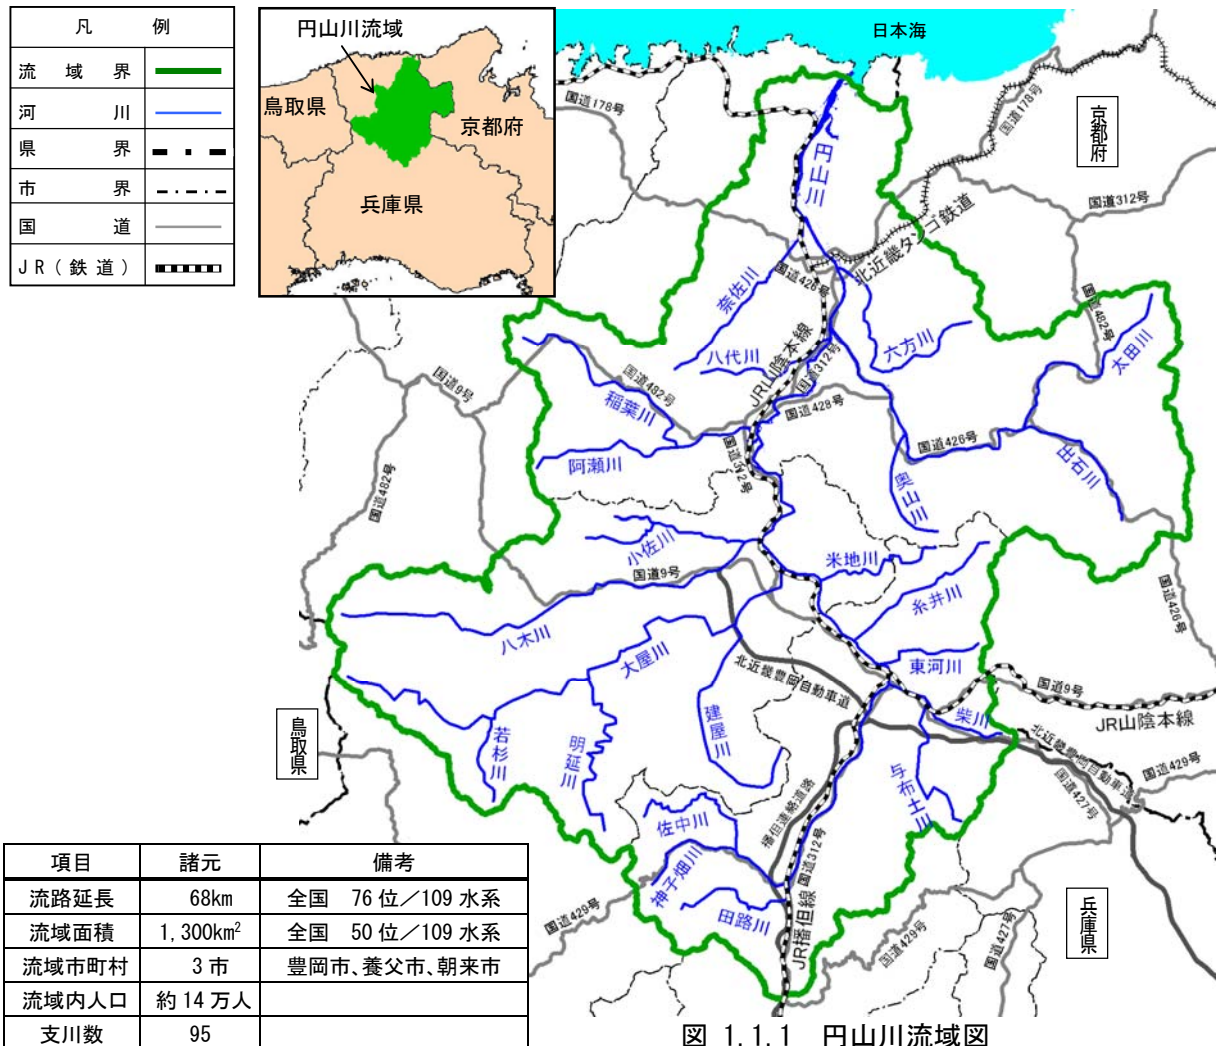 凡 例
流域界
河川
県界
市界
国道
JR(鉄道)
円山川流域
鳥取県
京都府
兵庫県
日本海
国道178号
国道178号
京都府
円山川
国道312号
北近畿タンゴ鉄道
国道426号
奈佐川
国道482号
太田川
六方川
八代川
JR山陰本線
国道312号
国道9号
国道482号
稲葉川
国道428号
国道426号
国道312号
阿瀬川
奥山川
出石川
国道482号
小佐川
米地川
国道9号
糸井川
国道426号
八木川
大屋川
東河川
北近畿豊岡自動車道
国道9号
JR山陰本線
柴川
鳥取県
若杉川
明延川
建屋川
北近畿豊岡自動車道
国道429号
国道427号
与布土川
播但連絡道路
佐中川
国道312号
神子畑川
田路川
JR播但線
国道429号
国道429号
国道427号
兵庫県
項目 諸元 備考
流路延長 68km 全国 76位/109水系
流域面積 1,300km² 全国 50位/109水系
流域市町村 3市 豊岡市、養父市、朝来市
流域内人口 約14万人
支川数 95
図 1.1.1 円山川流域図